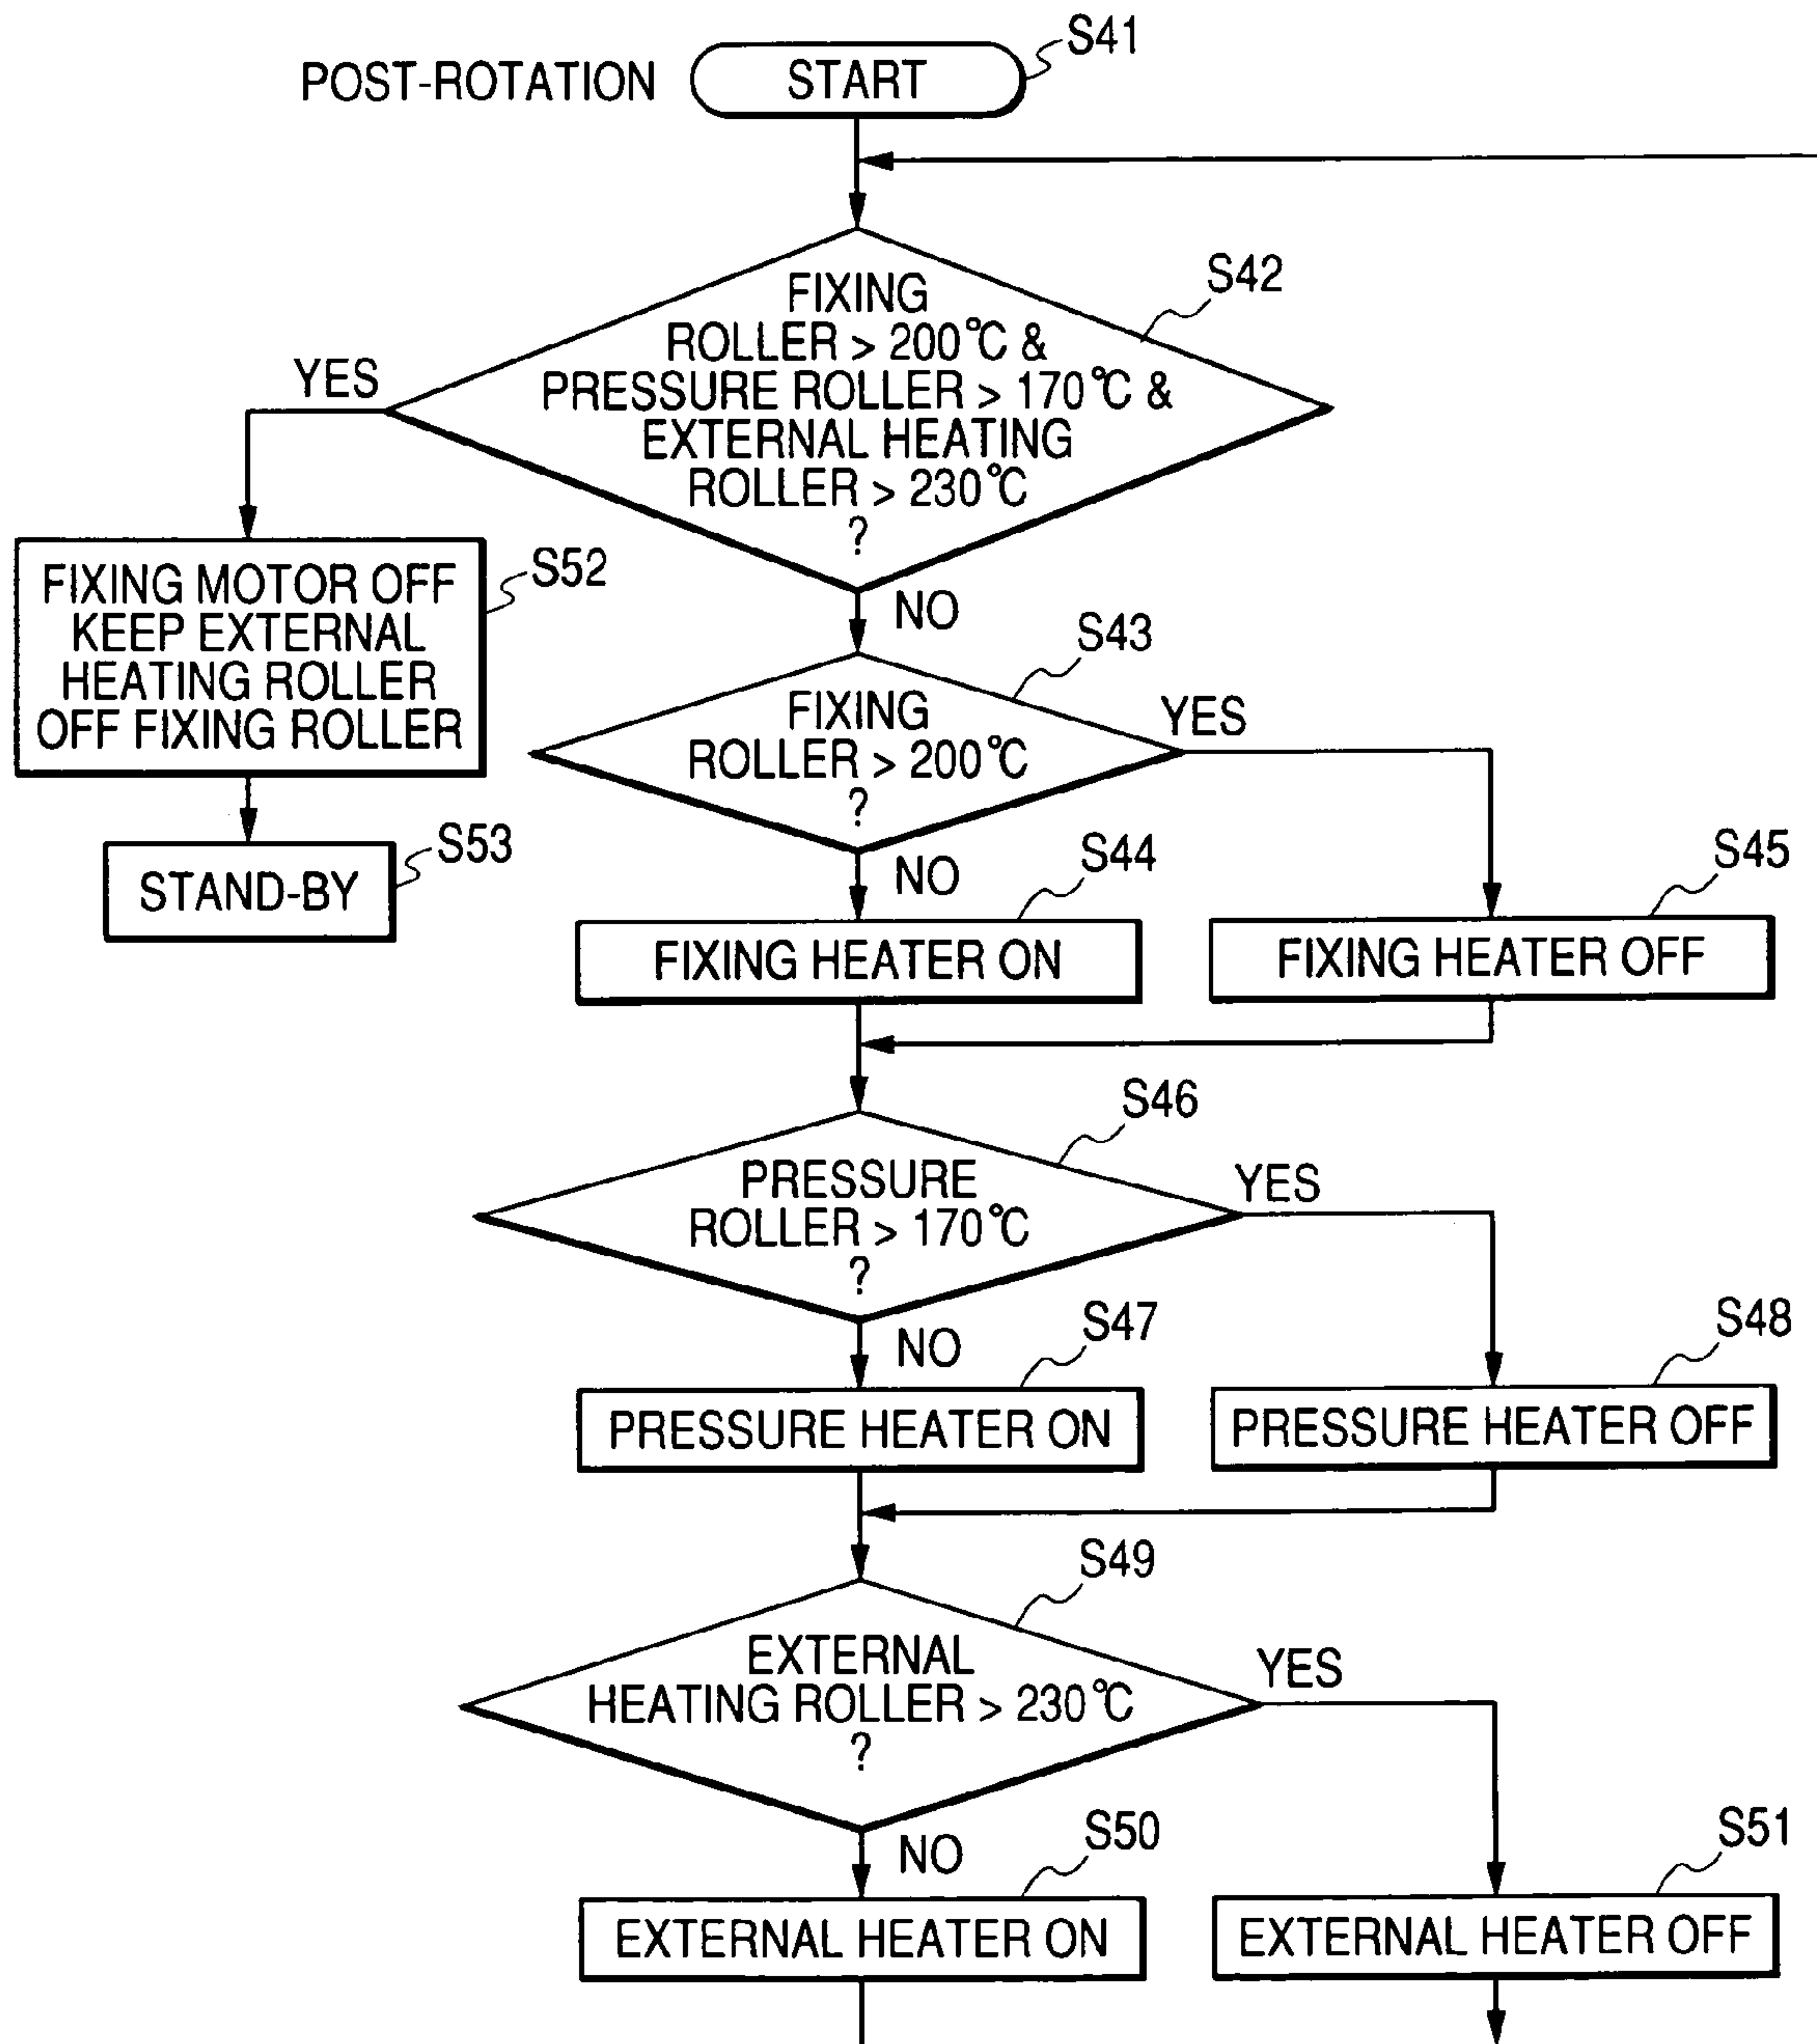 POST-ROTATION
START
S41
FIXING
ROLLER > 200°C &
PRESSURE ROLLER > 170°C &
EXTERNAL HEATING
ROLLER > 230°C
?
S42
YES
NO
FIXING MOTOR OFF
KEEP EXTERNAL
HEATING ROLLER
OFF FIXING ROLLER
S52
STAND-BY
S53
FIXING
ROLLER > 200°C
?
S43
YES
NO
FIXING HEATER ON
S44
FIXING HEATER OFF
S45
PRESSURE
ROLLER > 170°C
?
S46
YES
NO
PRESSURE HEATER ON
S47
PRESSURE HEATER OFF
S48
EXTERNAL
HEATING ROLLER > 230°C
?
S49
YES
NO
EXTERNAL HEATER ON
S50
EXTERNAL HEATER OFF
S51